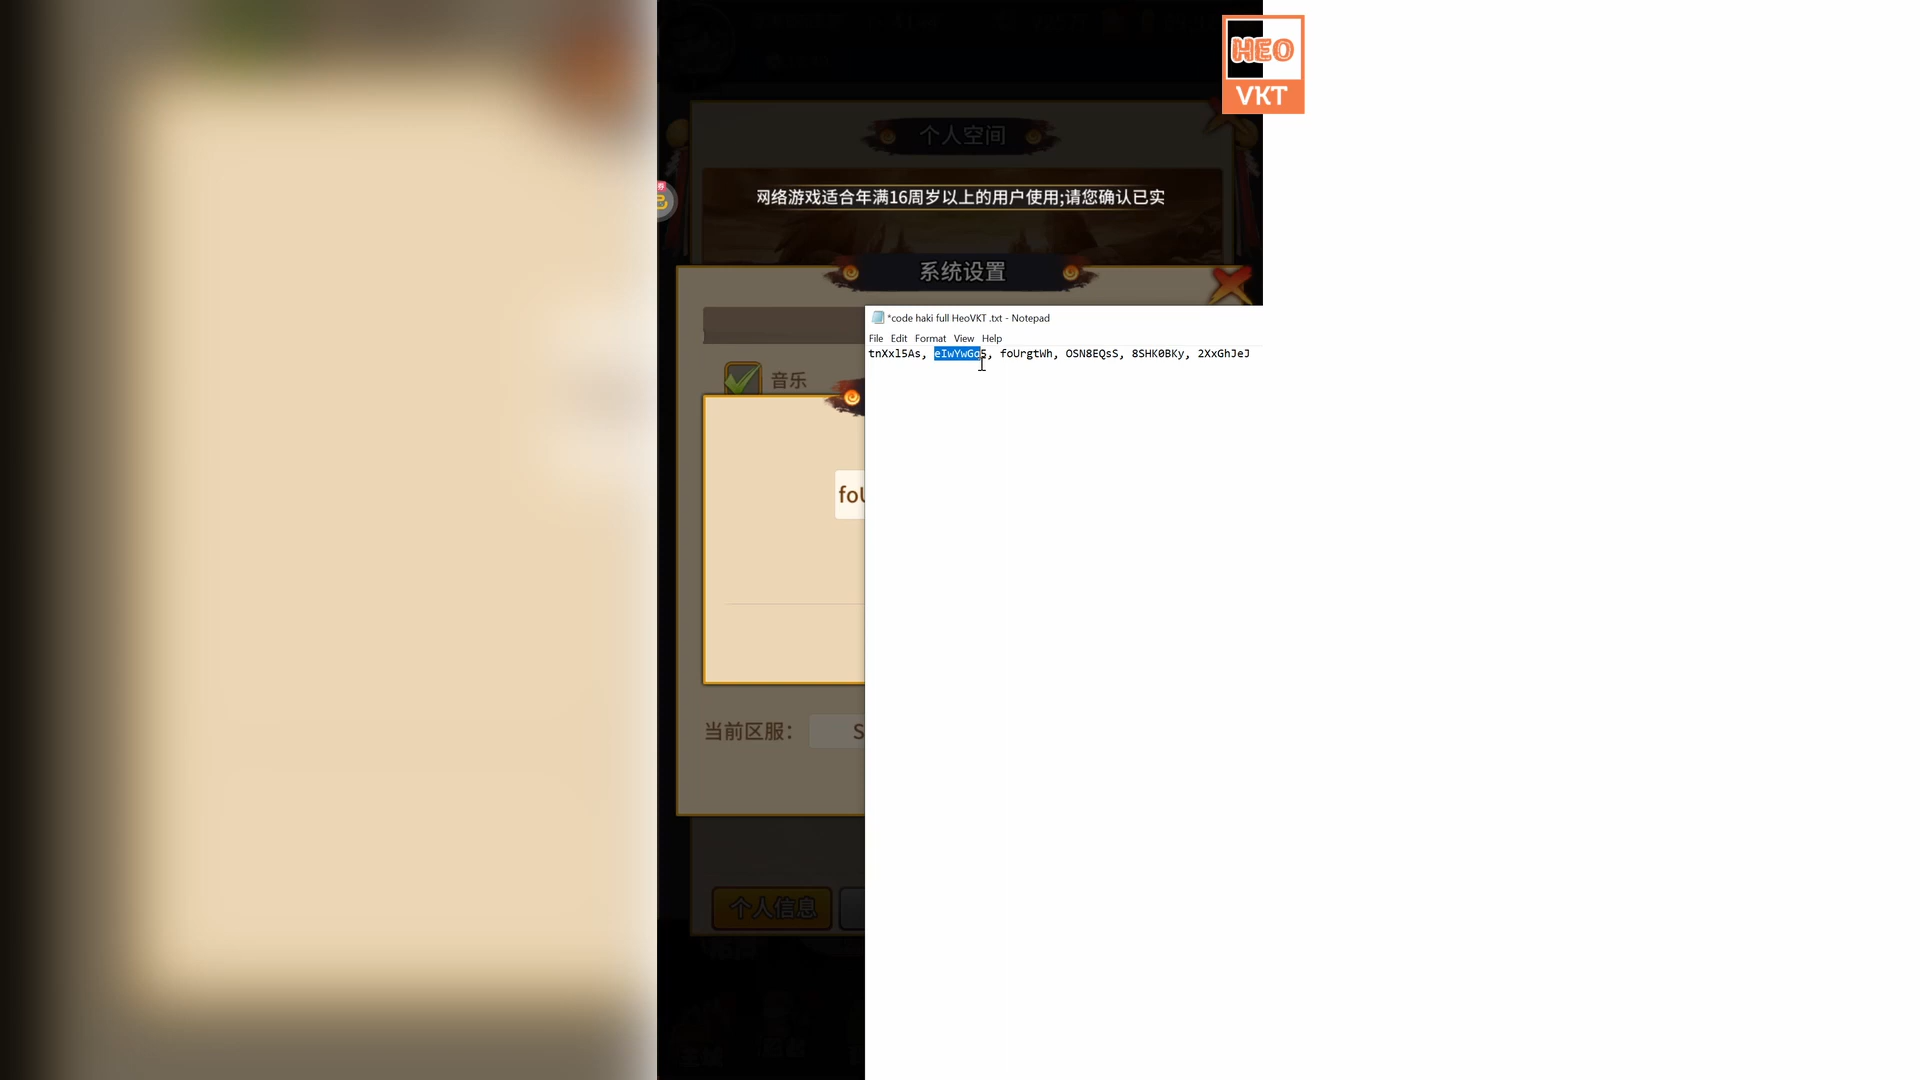 HEO
VKT
个人空间
网络游戏适合年满16周岁以上的用户使用;请您确认已实
系统设置
*code haki full HeoVKT .txt - Notepad
File Edit Format View Help
tnXxl5As, eIwYwGq5, foUrgtWh, OSN8EQsS, 8SHK0BKy, 2XxGhJeJ
音乐
foU
当前区服： S
个人信息